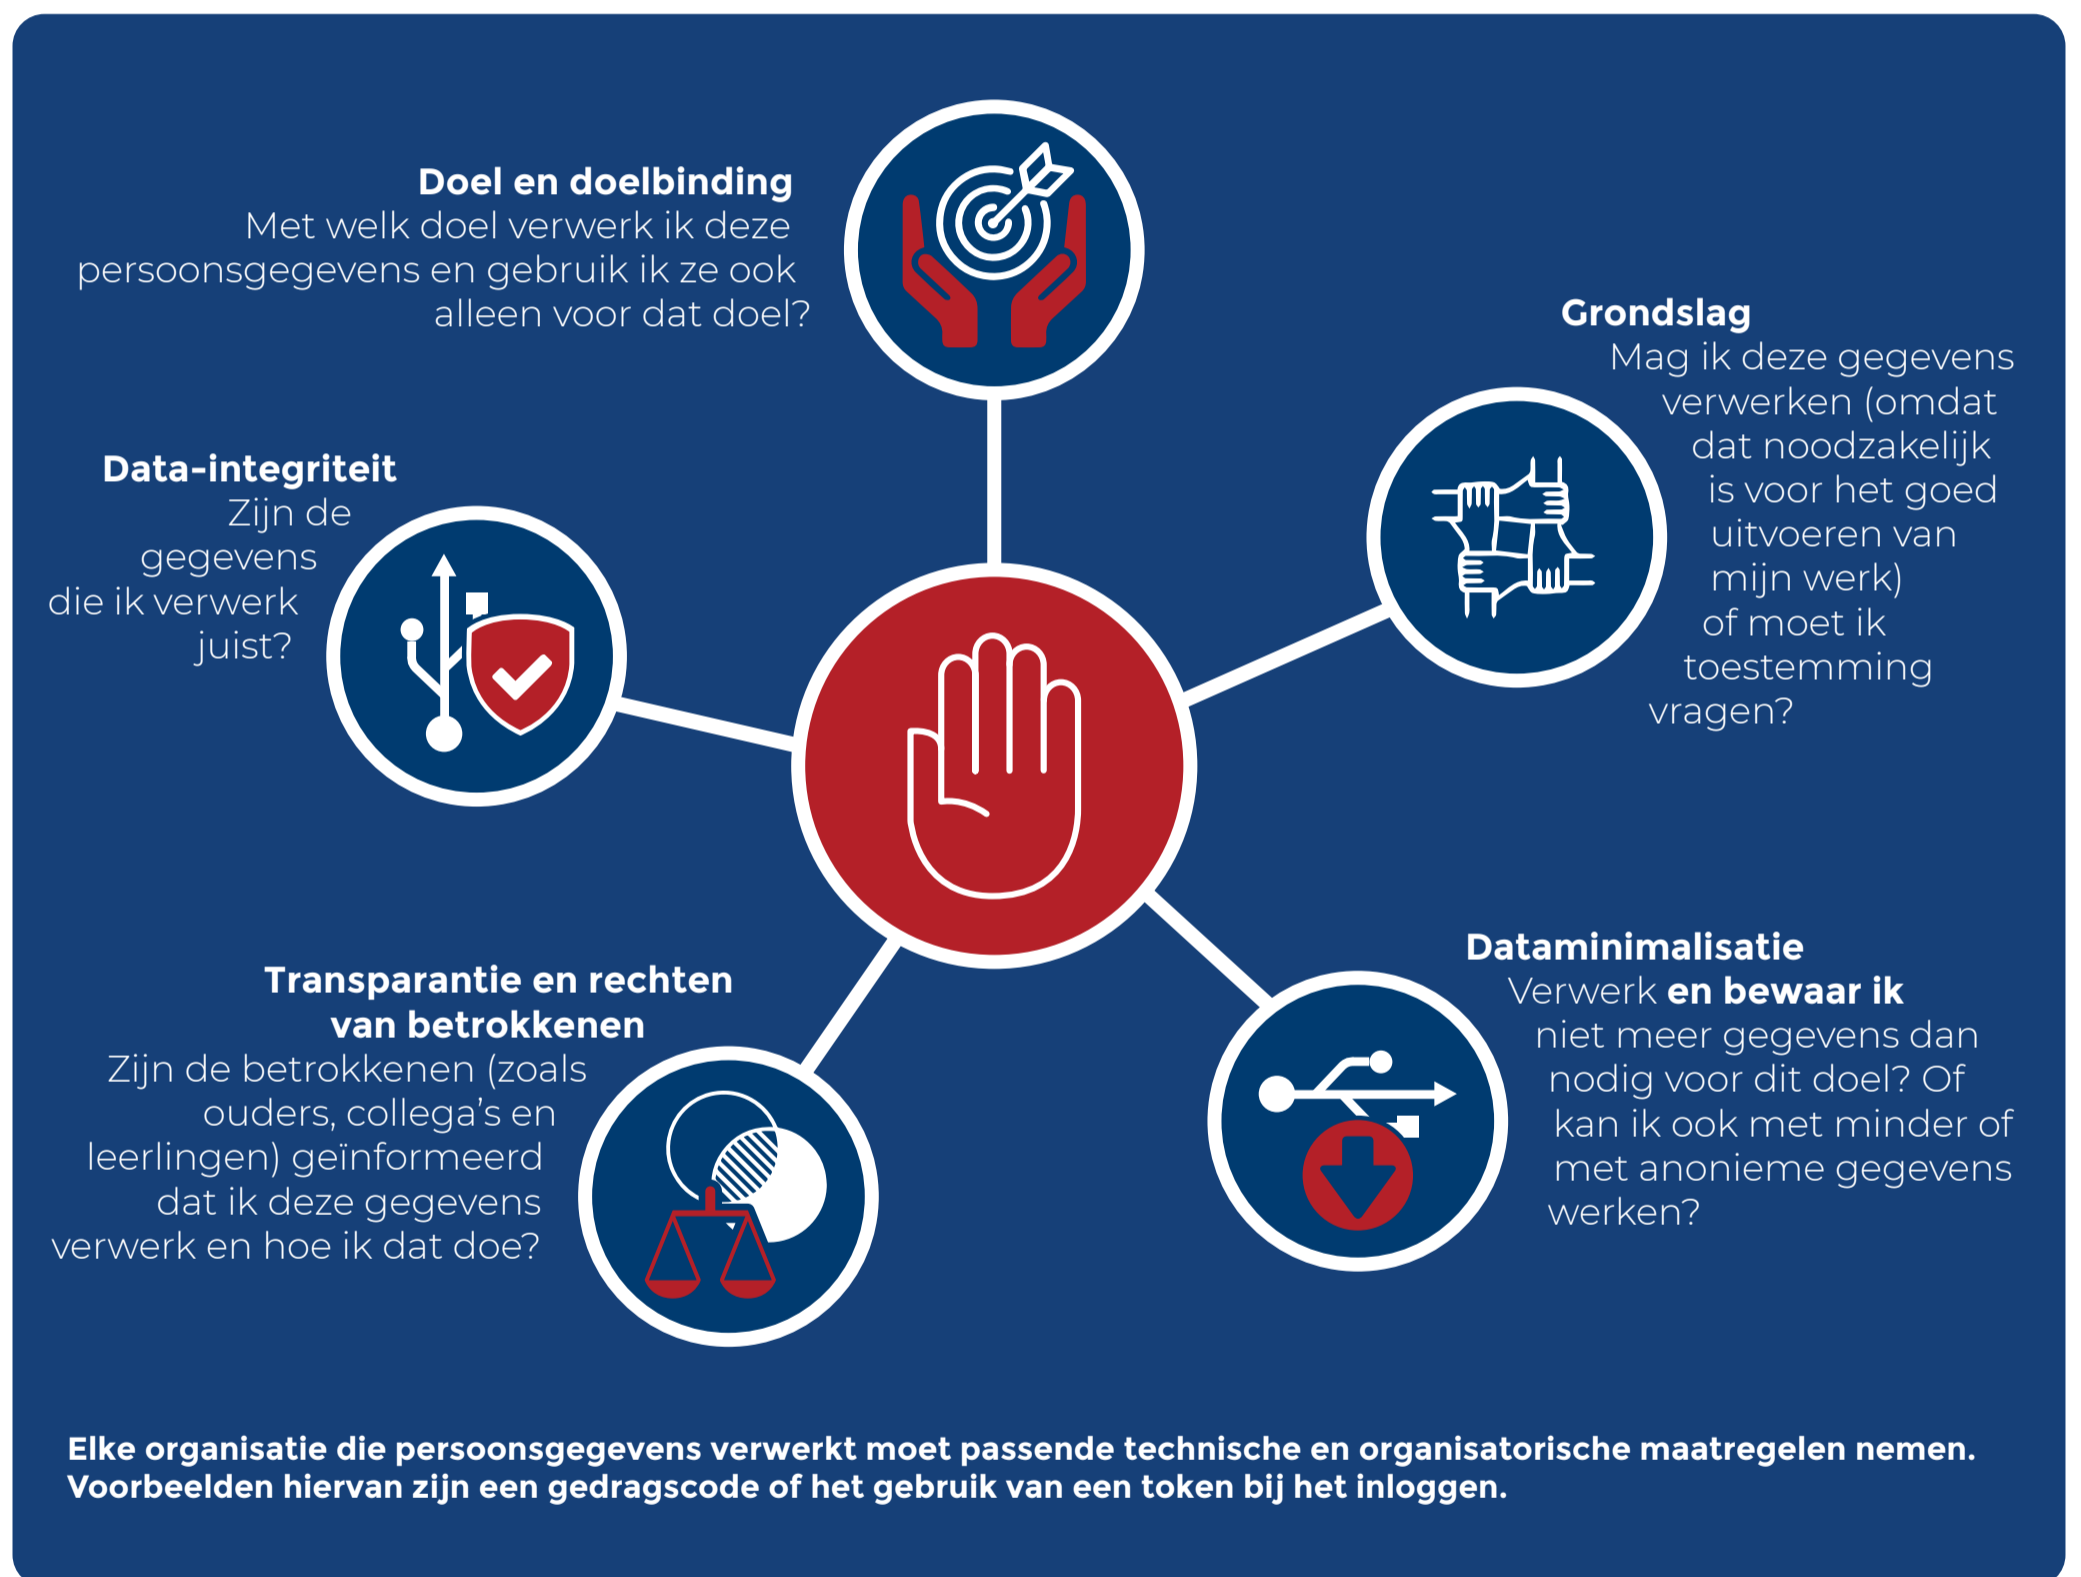 Doel en doelbinding
Met welk doel verwerk ik deze
persoonsgegevens en gebruik ik ze ook
alleen voor dat doel?
Grondslag
Mag ik deze gegevens
verwerken (omdat
dat noodzakelijk
is voor het goed
uitvoeren van
mijn werk)
of moet ik
toestemming
vragen?
Data-integriteit
Zijn de
gegevens
die ik verwerk
juist?
Dataminimalisatie
Verwerk en bewaar ik
niet meer gegevens dan
nodig voor dit doel? Of
kan ik ook met minder of
met anonieme gegevens
werken?
Transparantie en rechten
van betrokkenen
Zijn de betrokkenen (zoals
ouders, collega's en
leerlingen) geïnformeerd
dat ik deze gegevens
verwerk en hoe ik dat doe?
Elke organisatie die persoonsgegevens verwerkt moet passende technische en organisatorische maatregelen nemen.
Voorbeelden hiervan zijn een gedragscode of het gebruik van een token bij het inloggen.